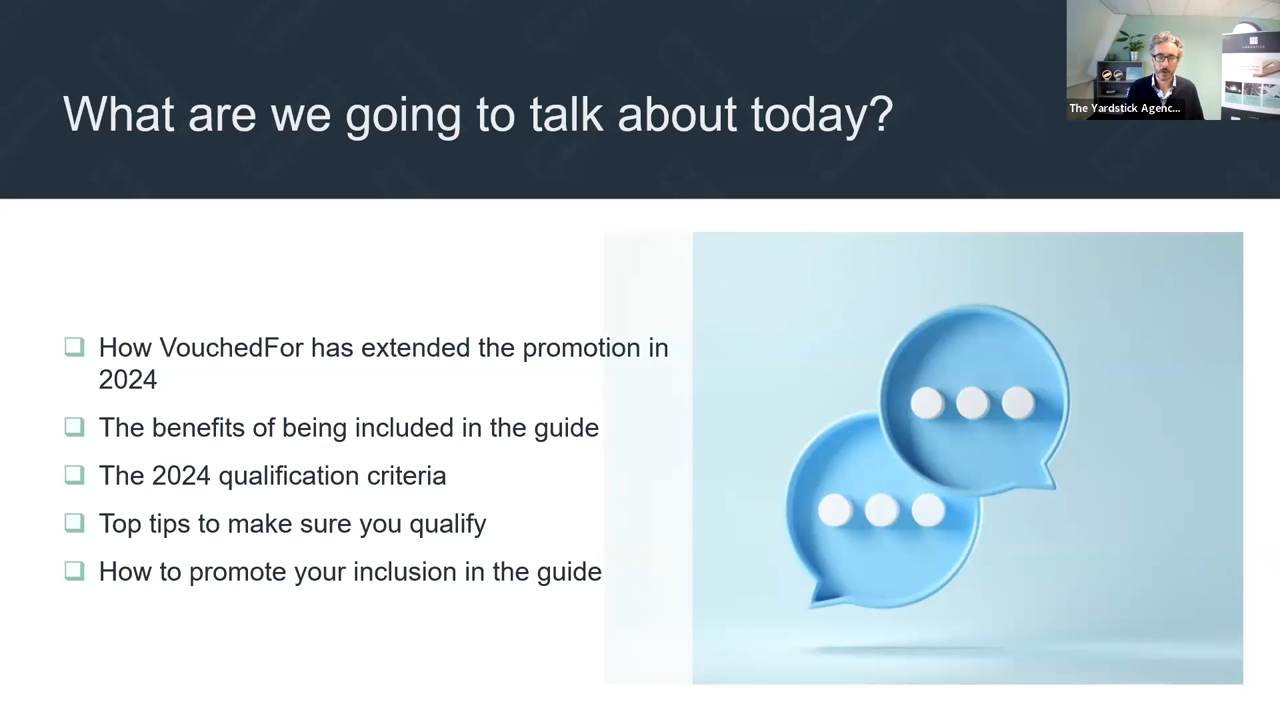 What are we going to talk about today?
The Yardstick Agenc...
How VouchedFor has extended the promotion in
2024
The benefits of being included in the guide
The 2024 qualification criteria
Top tips to make sure you qualify
How to promote your inclusion in the guide